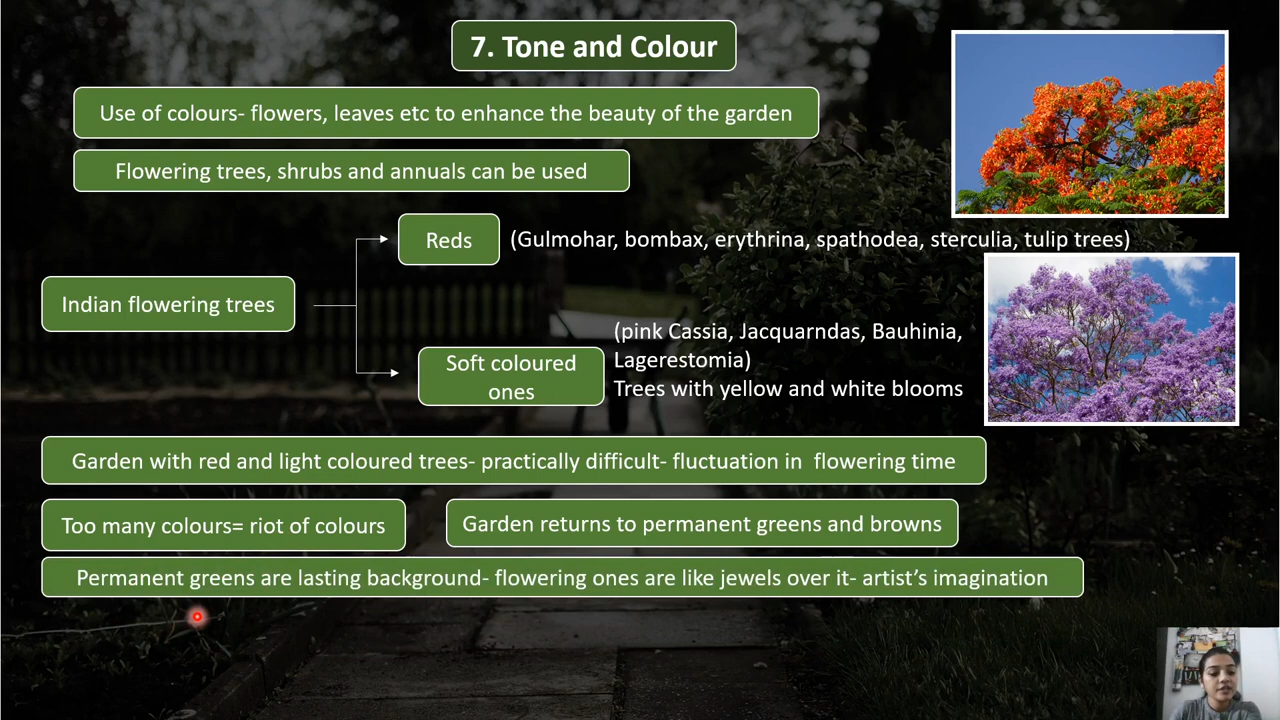 7. Tone and Colour
Use of colours- flowers, leaves etc to enhance the beauty of the garden
Flowering trees, shrubs and annuals can be used
Reds
(Gulmohar, bombax, erythrina, spathodea, sterculia, tulip trees)
Indian flowering trees
Soft coloured
ones
(pink Cassia, Jacquarndas, Bauhinia,
Lagerestomia)
Trees with yellow and white blooms
Garden with red and light coloured trees- practically difficult- fluctuation in  flowering time
Too many colours= riot of colours
Garden returns to permanent greens and browns
Permanent greens are lasting background- flowering ones are like jewels over it- artist’s imagination